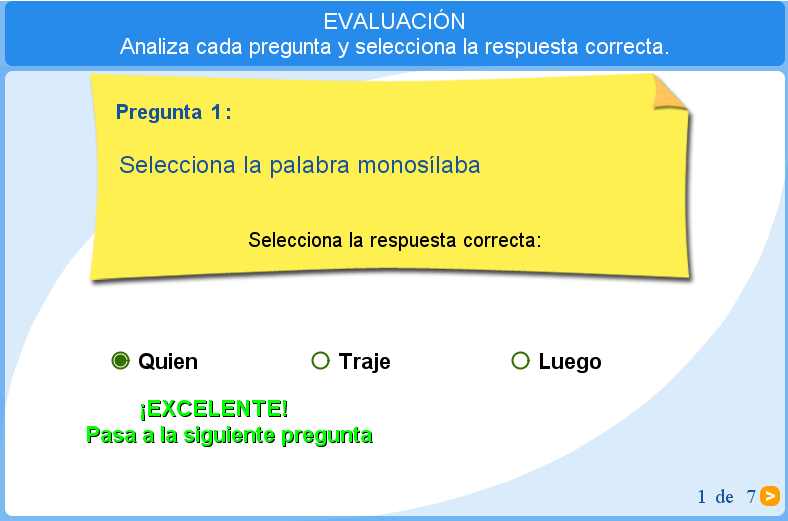 EVALUACIÓN
Analiza cada pregunta y selecciona la respuesta correcta.
Pregunta 1:
Selecciona la palabra monosílaba
Selecciona la respuesta correcta:
Quien Traje Luego
¡EXCELENTE!
Pasa a la siguiente pregunta
1 de 7 >